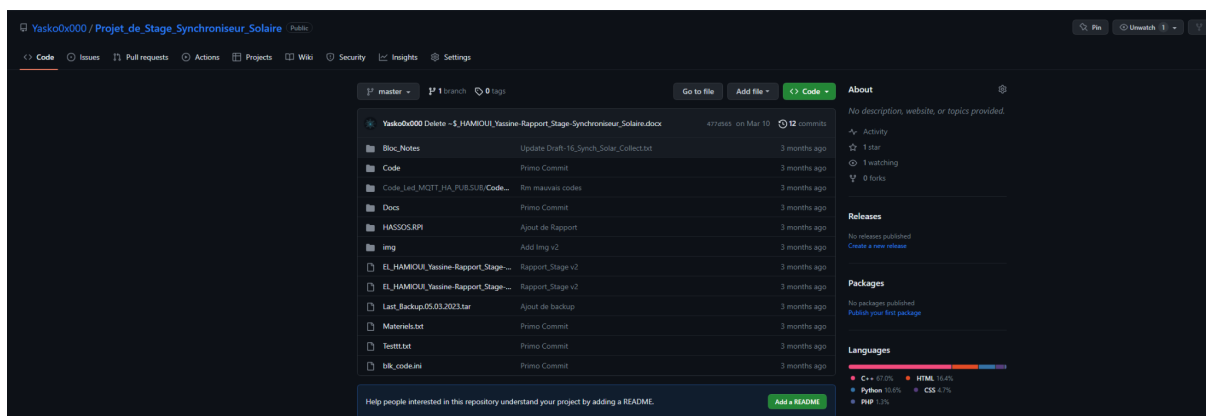 Yasko0x000 / Projet_de_Stage_Synchroniseur_Solaire Public
Pin Unwatch 1
Code Issues Pull requests Actions Projects Wiki Security Insights Settings
master 1 branch 0 tags Go to file Add file Code
Yasko0x000 Delete ~$_HAMIOUI_Yassine-Rapport_Stage-Synchroniseur_Solaire.docx 477d565 on Mar 10 12 commits
Bloc_Notes Update Draft-16_Synch_Solar_Collect.txt 3 months ago
Code Primo Commit 3 months ago
Code_Led_MQTT_HA_PUB.SUB/Code... Rm mauvais codes 3 months ago
Docs Primo Commit 3 months ago
HASSOS.RPI Ajout de Rapport 3 months ago
img Add Img v2 3 months ago
EL_HAMIOUI_Yassine-Rapport_Stage-... Rapport_Stage v2 3 months ago
EL_HAMIOUI_Yassine-Rapport_Stage-... Rapport_Stage v2 3 months ago
Last_Backup.05.03.2023.tar Ajout de backup 3 months ago
Materiels.txt Primo Commit 3 months ago
Testtt.txt Primo Commit 3 months ago
blk_code.ini Primo Commit 3 months ago
Help people interested in this repository understand your project by adding a README. Add a README
About
No description, website, or topics provided.
Activity
1 star
1 watching
0 forks
Releases
No releases published
Create a new release
Packages
No packages published
Publish your first package
Languages
C++ 67.0% HTML 16.4%
Python 10.6% CSS 4.7%
PHP 1.3%